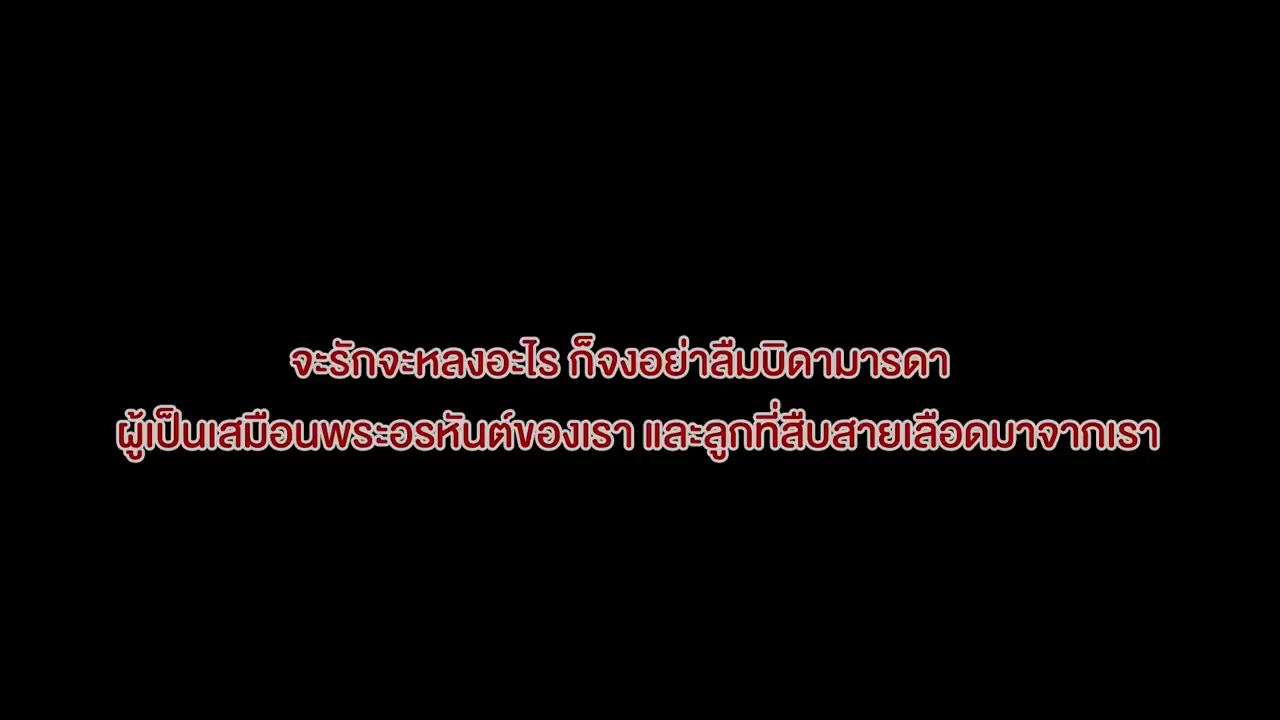 จะรักจะหลงอะไร ก็จงอย่าลืมบิดามารดา
ผู้เป็นเสมือนพระอรหันต์ของเรา และลูกที่สืบสายเลือดมาจากเรา